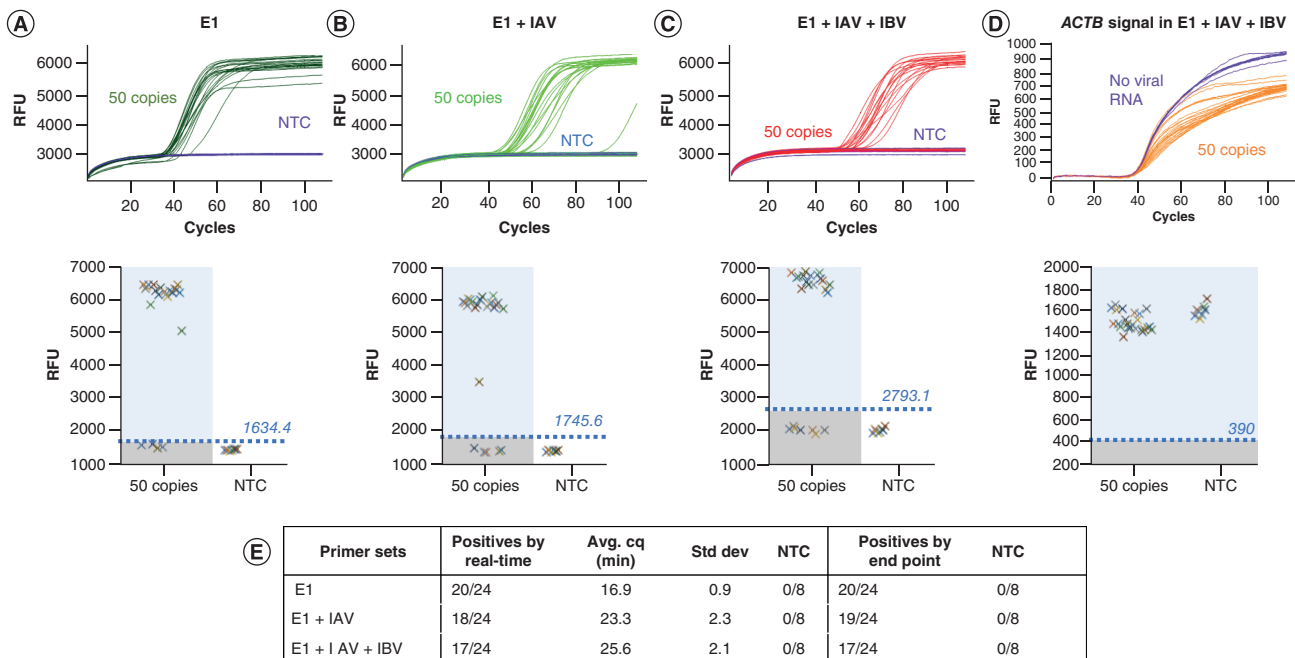 A E1
6000
5000
4000
3000
RFU
50 copies
NTC
20 40 60 80 100
Cycles
B E1 + IAV
6000
5000
4000
3000
RFU
50 copies
NTC
20 40 60 80 100
Cycles
C E1 + IAV + IBV
6000
5000
4000
3000
RFU
50 copies
NTC
20 40 60 80 100
Cycles
D ACTB signal in E1 + IAV + IBV
1000
900
800
700
600
500
400
300
200
100
0
RFU
No viral
RNA
50 copies
0 20 40 60 80 100
Cycles
7000
6000
5000
4000
3000
2000
1000
RFU
1634.4
50 copies NTC
7000
6000
5000
4000
3000
2000
1000
RFU
1745.6
50 copies NTC
7000
6000
5000
4000
3000
2000
1000
RFU
2793.1
50 copies NTC
2000
1800
1600
1400
1200
1000
800
600
400
200
RFU
390
50 copies NTC
E
Primer sets Positives by real-time Avg. cq (min) Std dev NTC Positives by end point NTC
E1 20/24 16.9 0.9 0/8 20/24 0/8
E1 + IAV 18/24 23.3 2.3 0/8 19/24 0/8
E1 + I AV + IBV 17/24 25.6 2.1 0/8 17/24 0/8